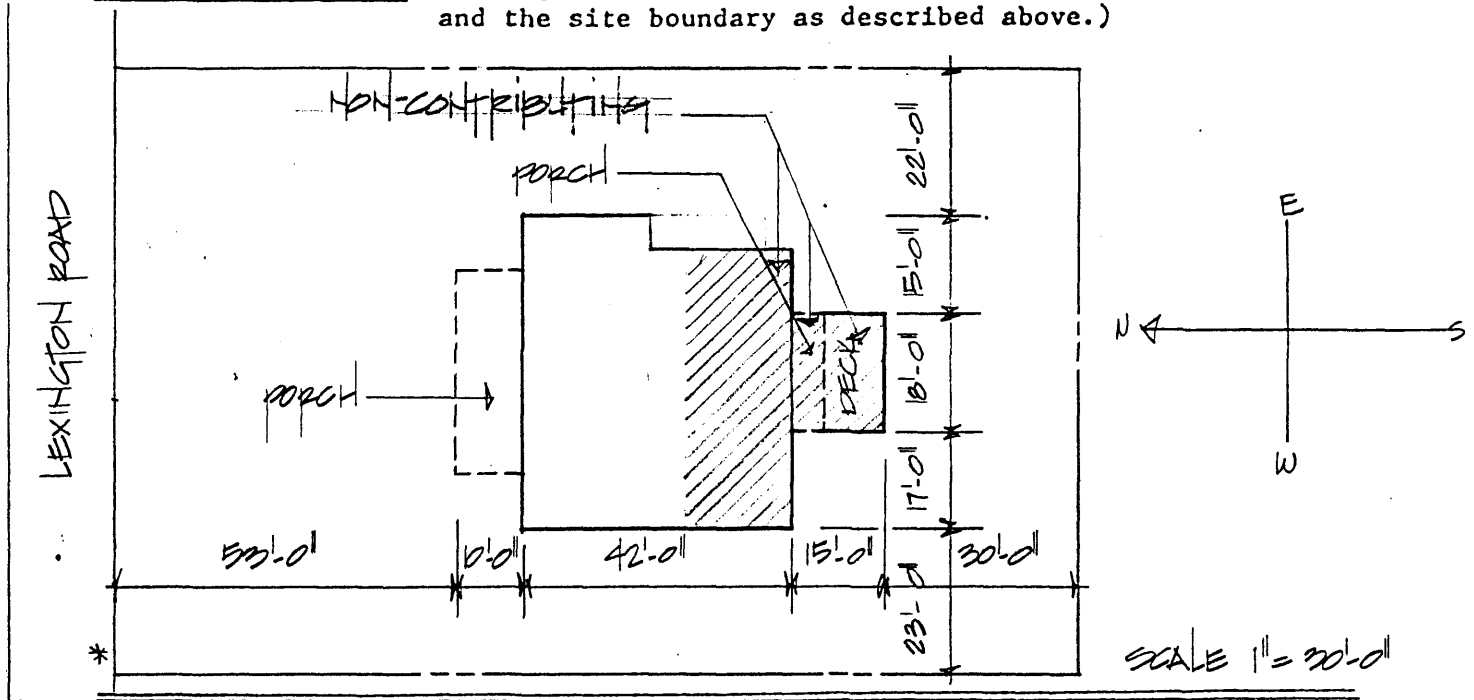 and the site boundary as described above.)
NON-CONTRIBUTING
PORCH
LEXINGTON ROAD
PORCH
DECK
22'-0"
15'-0"
18'-0"
17'-0"
23'-0"
53'-0"
10'-0"
42'-0"
15'-0"
30'-0"
E
N
S
W
*
SCALE 1"=30'-0"